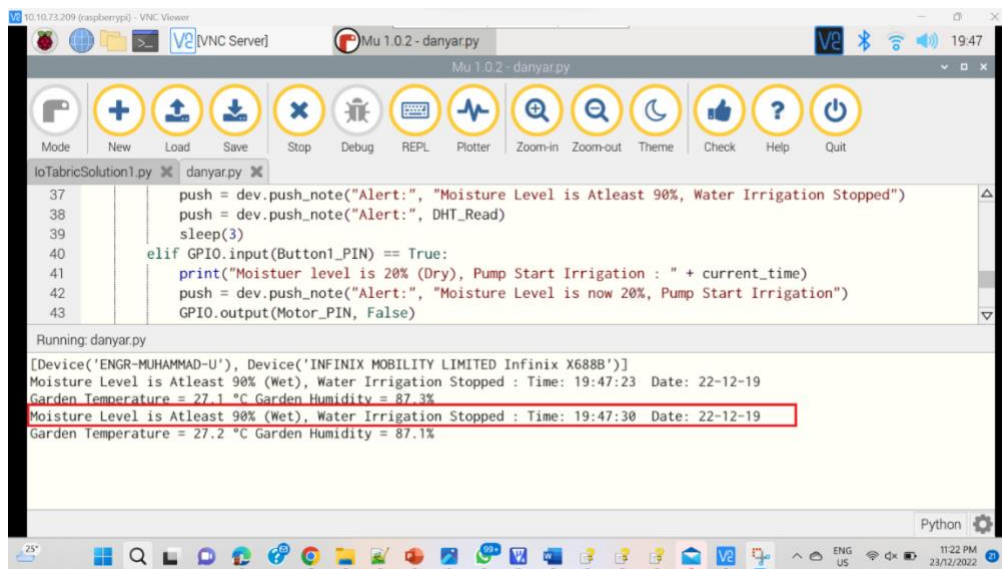 10.10.73.209 (raspberrypi) - VNC Viewer
[VNC Server]
Mu 1.0.2 - danyar.py
19:47
Mu 1.0.2 - danyar.py
Mode New Load Save Stop Debug REPL Plotter Zoom-in Zoom-out Theme Check Help Quit
IoTabricSolution1.py danyar.py
37 push = dev.push_note("Alert:", "Moisture Level is Atleast 90%, Water Irrigation Stopped")
38 push = dev.push_note("Alert:", DHT_Read)
39 sleep(3)
40 elif GPIO.input(Button1_PIN) == True:
41 print("Moistuer level is 20% (Dry), Pump Start Irrigation : " + current_time)
42 push = dev.push_note("Alert:", "Moisture Level is now 20%, Pump Start Irrigation")
43 GPIO.output(Motor_PIN, False)
Running: danyar.py
[Device('ENGR-MUHAMMAD-U'), Device('INFINIX MOBILITY LIMITED Infinix X688B')]
Moisture Level is Atleast 90% (Wet), Water Irrigation Stopped : Time: 19:47:23 Date: 22-12-19
Garden Temperature = 27.1 °C Garden Humidity = 87.3%
Moisture Level is Atleast 90% (Wet), Water Irrigation Stopped : Time: 19:47:30 Date: 22-12-19
Garden Temperature = 27.2 °C Garden Humidity = 87.1%
Python
25°
99+
ENG
US
11:22 PM
23/12/2022